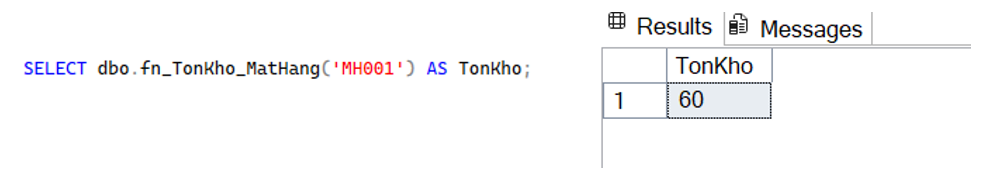 SELECT dbo.fn_TonKho_MatHang('MH001') AS TonKho;
Results Messages
TonKho
1 60